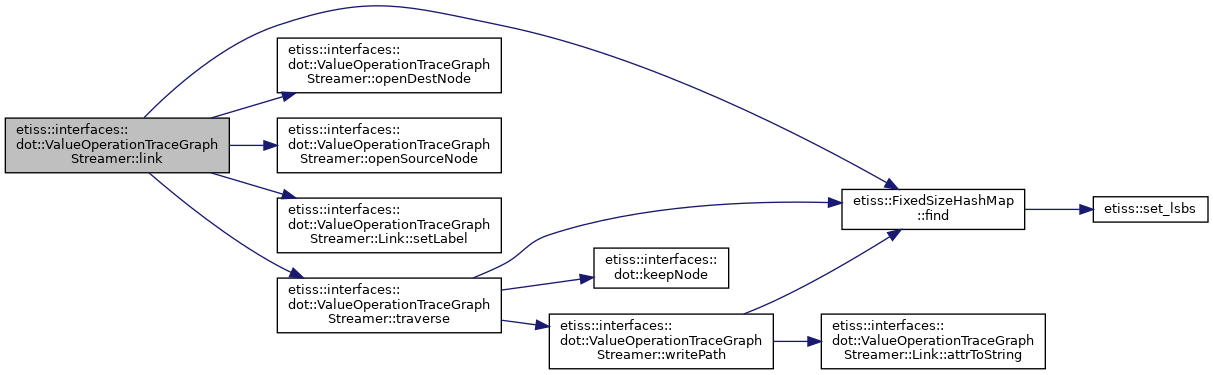 etiss::interfaces::
dot::ValueOperationTraceGraph
Streamer::link
etiss::interfaces::
dot::ValueOperationTraceGraph
Streamer::openDestNode
etiss::interfaces::
dot::ValueOperationTraceGraph
Streamer::openSourceNode
etiss::interfaces::
dot::ValueOperationTraceGraph
Streamer::Link::setLabel
etiss::interfaces::
dot::ValueOperationTraceGraph
Streamer::traverse
etiss::interfaces::
dot::keepNode
etiss::interfaces::
dot::ValueOperationTraceGraph
Streamer::writePath
etiss::FixedSizeHashMap
::find
etiss::interfaces::
dot::ValueOperationTraceGraph
Streamer::Link::attrToString
etiss::set_lsbs